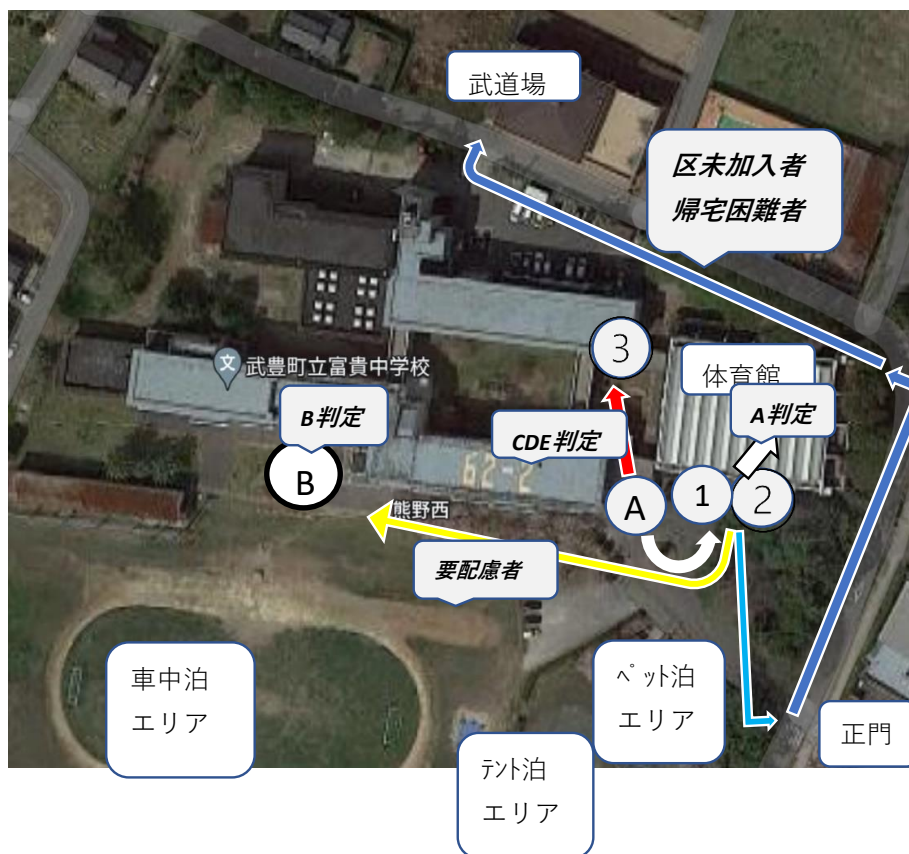 武道場
区未加入者
帰宅困難者
3
体育館
武豊町立富貴中学校
B判定
CDE判定
A判定
62-2
B
A
1
2
熊野西
要配慮者
車中泊
エリア
ﾍﾟｯﾄ泊
エリア
正門
ﾃﾝﾄ泊
エリア